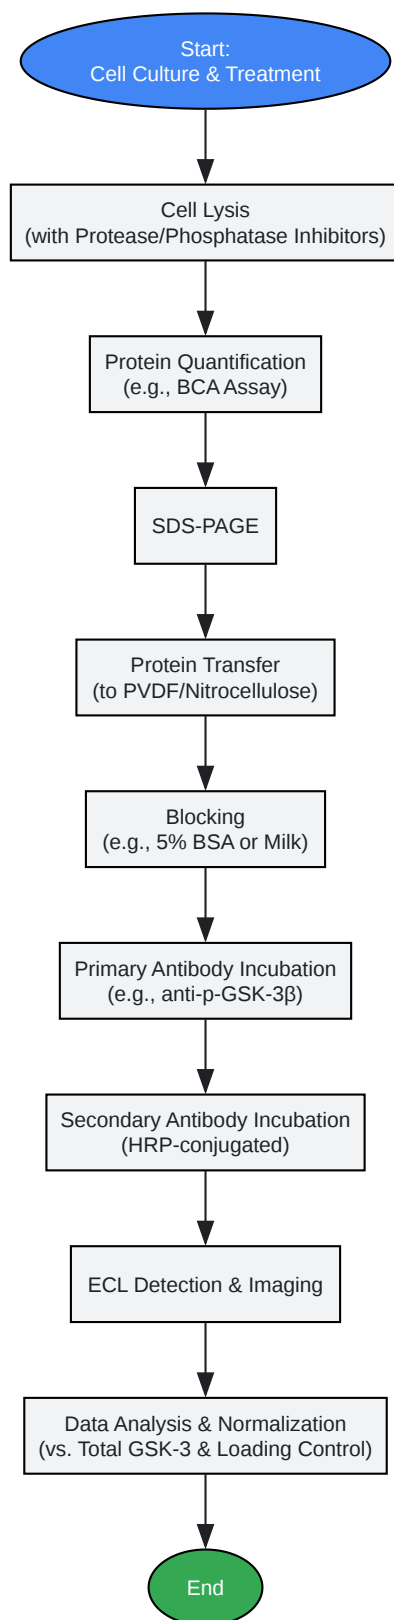 Start:
Cell Culture & Treatment
Cell Lysis
(with Protease/Phosphatase Inhibitors)
Protein Quantification
(e.g., BCA Assay)
SDS-PAGE
Protein Transfer
(to PVDF/Nitrocellulose)
Blocking
(e.g., 5% BSA or Milk)
Primary Antibody Incubation
(e.g., anti-p-GSK-3β)
Secondary Antibody Incubation
(HRP-conjugated)
ECL Detection & Imaging
Data Analysis & Normalization
(vs. Total GSK-3 & Loading Control)
End